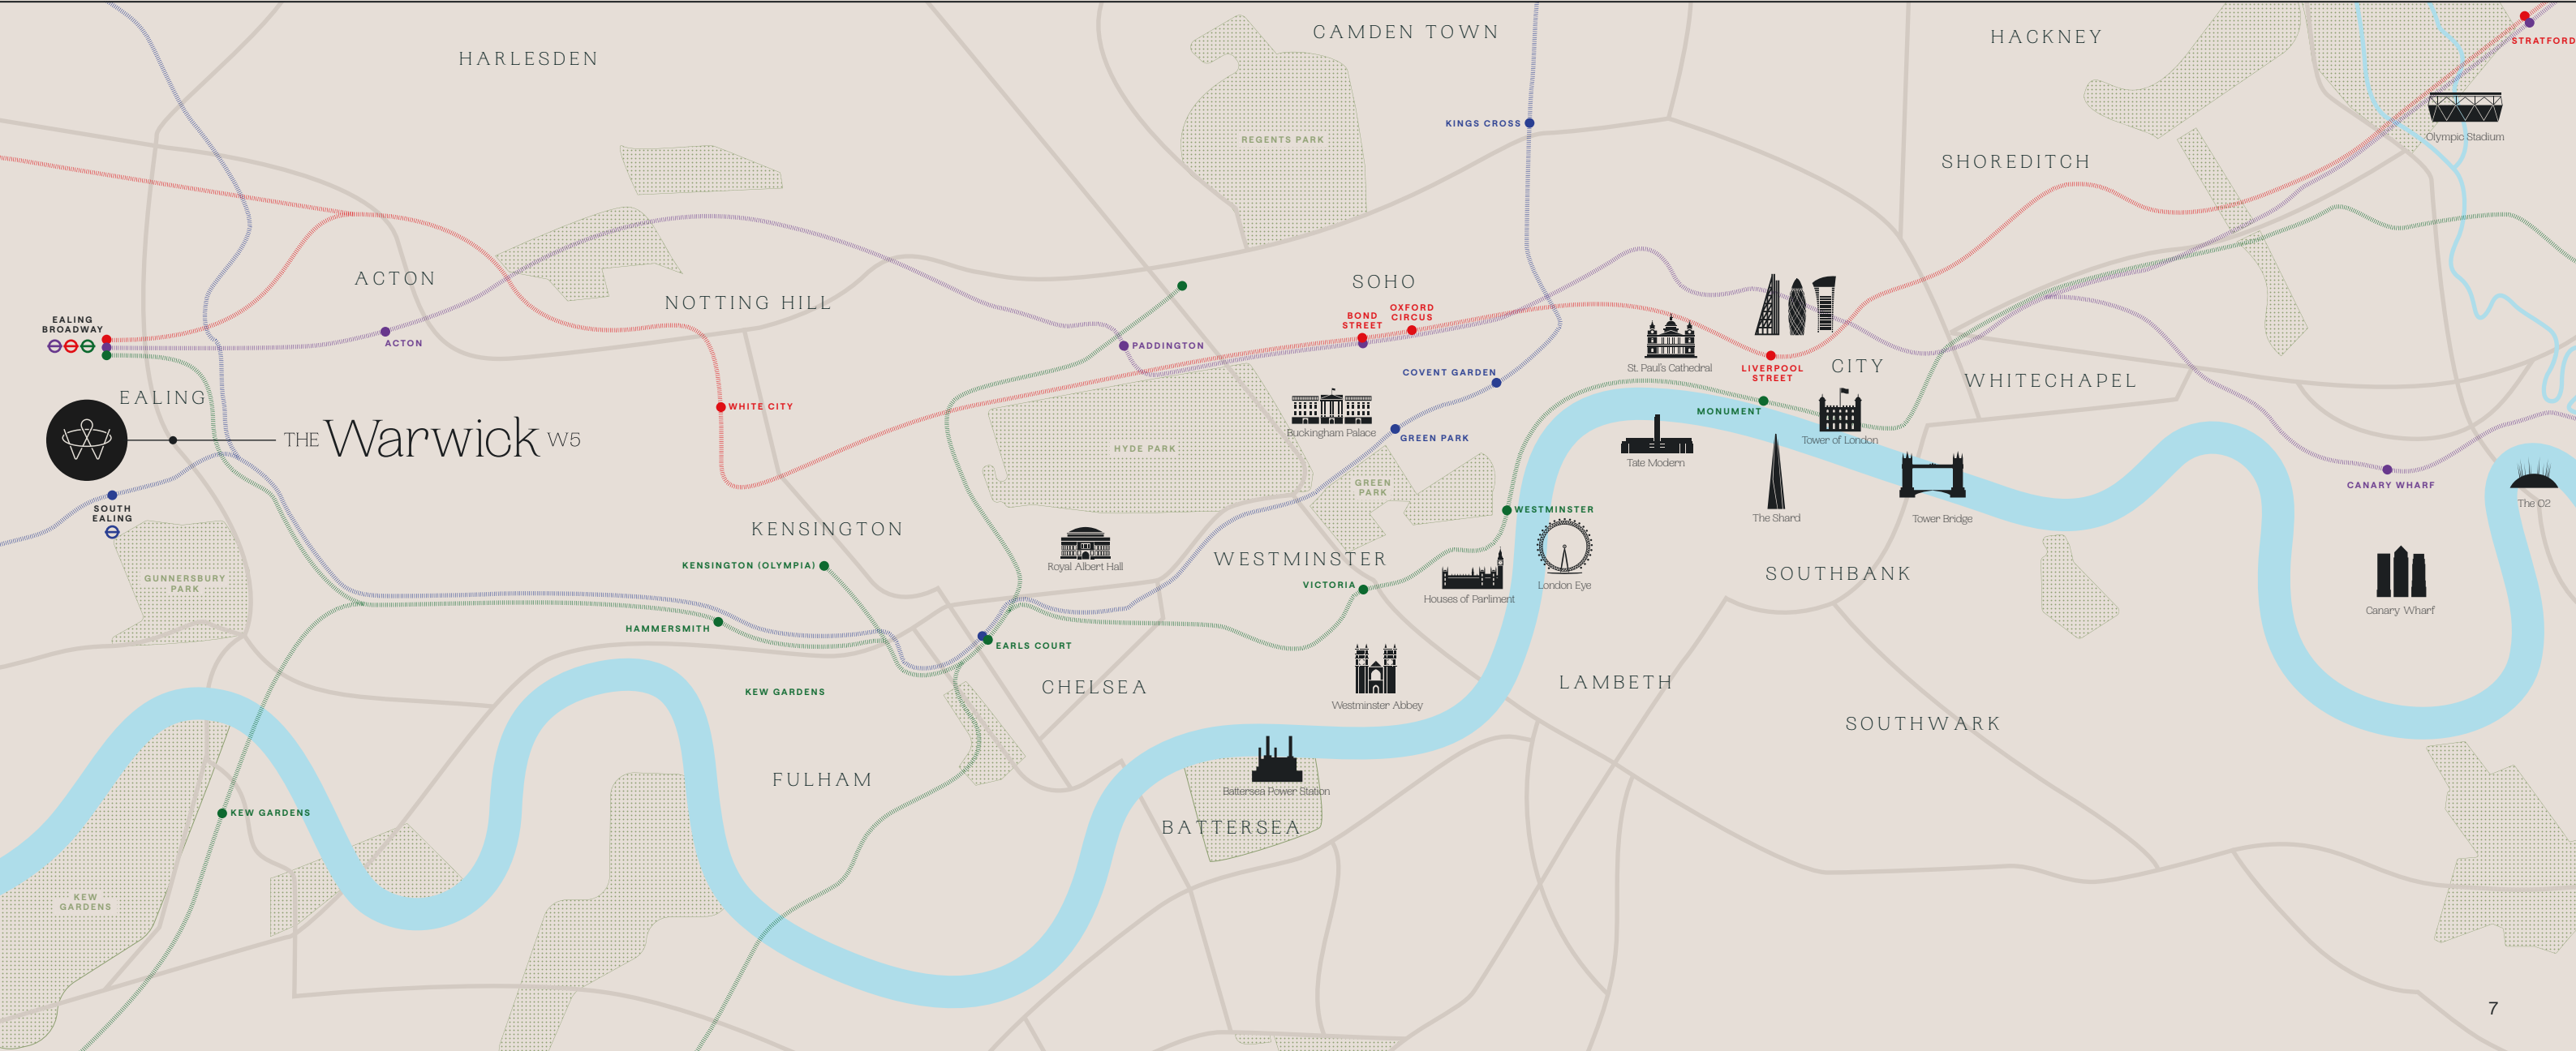 CAMDEN TOWN
HACKNEY
STRATFORD
HARLESDEN
KINGS CROSS
REGENTS PARK
Olympic Stadium
SHOREDITCH
ACTON
NOTTING HILL
SOHO
EALING
BROADWAY
ACTON
PADDINGTON
BOND
STREET
OXFORD
CIRCUS
St. Paul's Cathedral
LIVERPOOL
STREET
CITY
WHITECHAPEL
COVENT GARDEN
EALING
WHITE CITY
MONUMENT
Buckingham Palace
GREEN PARK
Tower of London
THE Warwick W5
HYDE PARK
Tate Modern
GREEN
PARK
CANARY WHARF
The O2
SOUTH
EALING
WESTMINSTER
The Shard
Tower Bridge
KENSINGTON
KENSINGTON (OLYMPIA)
Royal Albert Hall
WESTMINSTER
SOUTHBANK
GUNNERSBURY
PARK
VICTORIA
London Eye
Houses of Parliment
Canary Wharf
HAMMERSMITH
EARLS COURT
KEW GARDENS
CHELSEA
LAMBETH
Westminster Abbey
SOUTHWARK
FULHAM
Battersea Power Station
KEW GARDENS
BATTERSEA
KEW
GARDENS
7